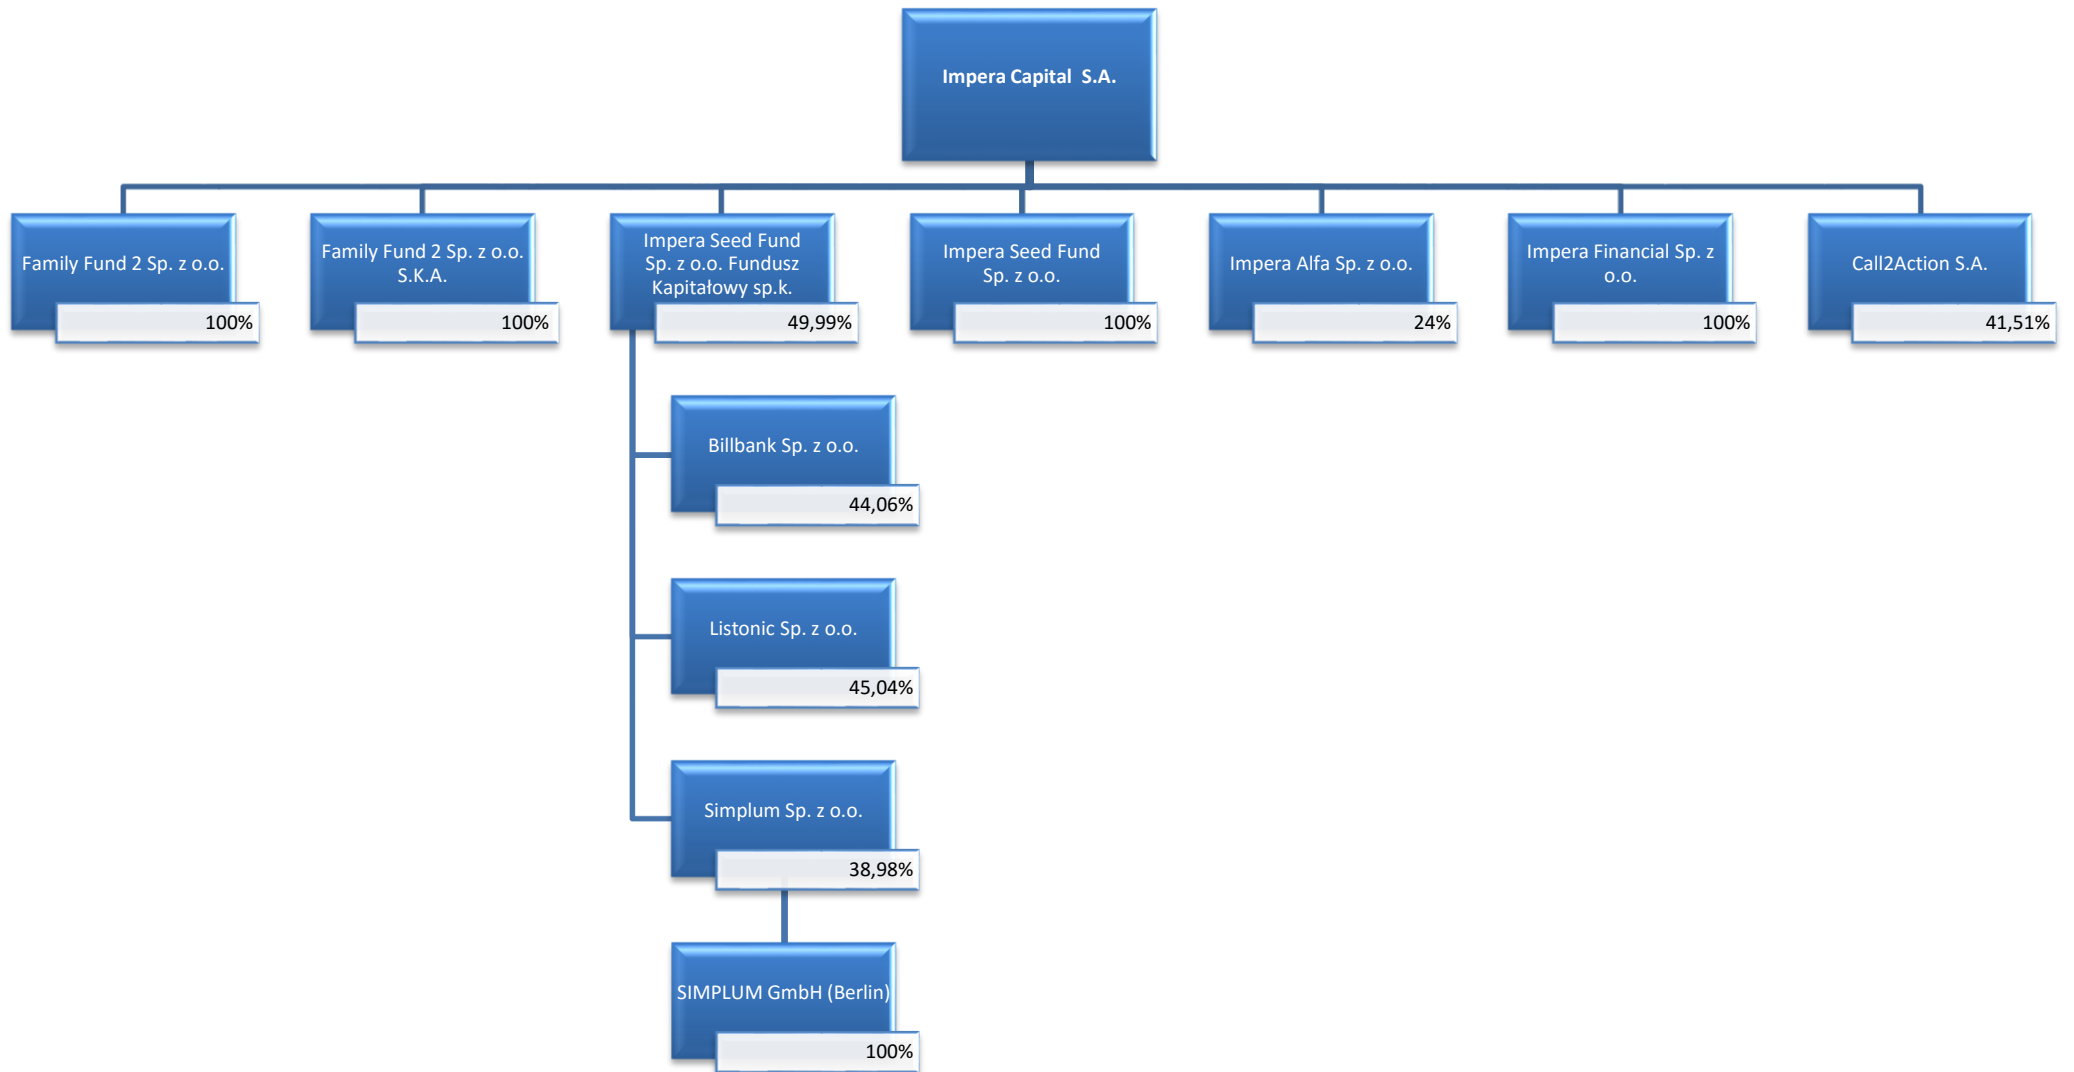 Impera Capital  S.A.
Family Fund 2 Sp. z o.o.
100%
Family Fund 2 Sp. z o.o.
S.K.A.
100%
Impera Seed Fund
Sp. z o.o. Fundusz
Kapitałowy sp.k.
49,99%
Impera Seed Fund
Sp. z o.o.
100%
Impera Alfa Sp. z o.o.
24%
Impera Financial Sp. z
o.o.
100%
Call2Action S.A.
41,51%
Billbank Sp. z o.o.
44,06%
Listonic Sp. z o.o.
45,04%
Simplum Sp. z o.o.
38,98%
SIMPLUM GmbH (Berlin)
100%